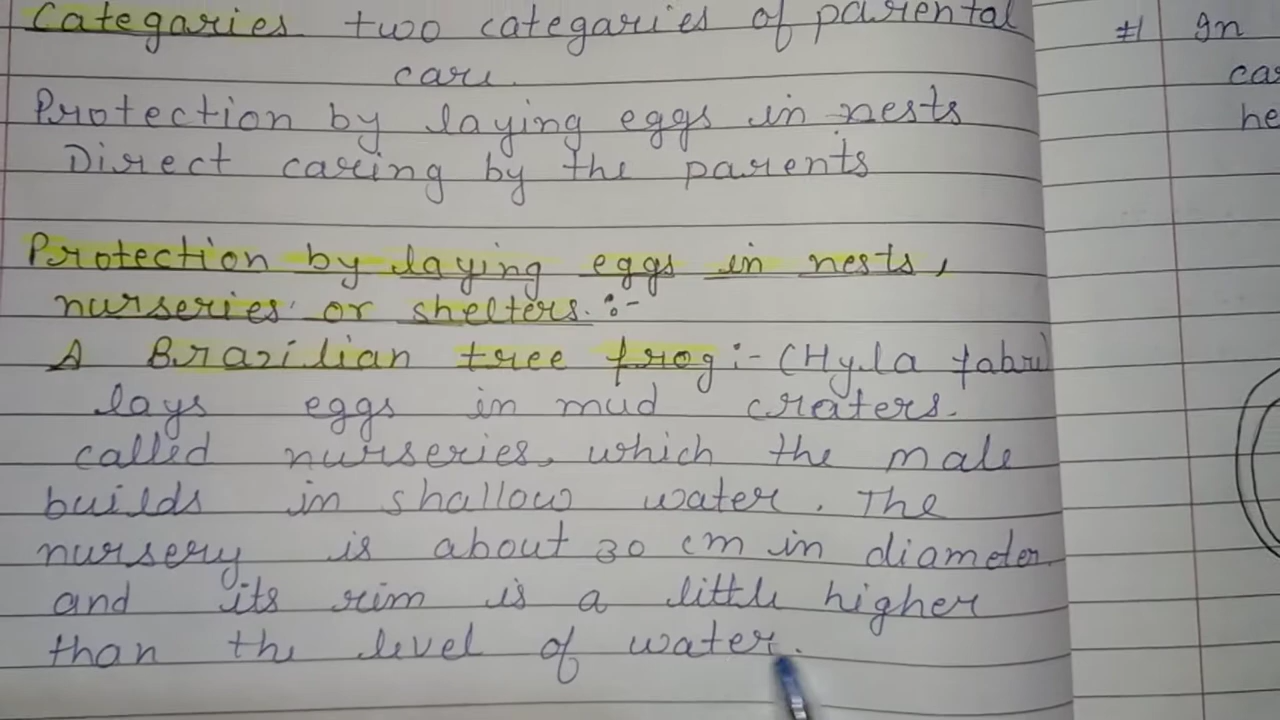 Categaries two categaries of parental
care.
Protection by laying eggs in nests
Direct caring by the parents
Protection by laying eggs in nests,
nurseries or shelters. :-
A Brazilian tree frog :- (Hyla fabre)
lays eggs in mud craters.
called nurseries, which the male
builds in shallow water. The
nursery is about 30 cm in diameter
and its rim is a little higher
than the level of water.
#1 In
cas
he